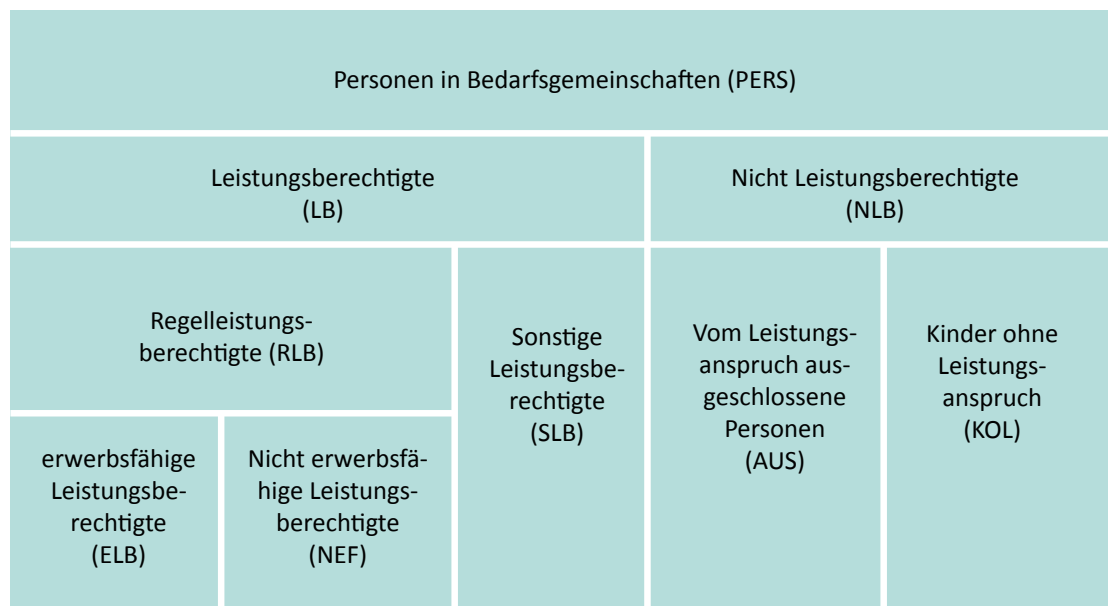 Personen in Bedarfsgemeinschaften (PERS)
Leistungsberechtigte
(LB)
Nicht Leistungsberechtigte
(NLB)
Regelleistungs-
berechtigte (RLB)
Sonstige
Leistungsbe-
rechtigte
(SLB)
Vom Leistungs-
anspruch aus-
geschlossene
Personen
(AUS)
Kinder ohne
Leistungs-
anspruch
(KOL)
erwerbsfähige
Leistungsbe-
rechtigte
(ELB)
Nicht erwerbsfä-
hige Leistungs-
berechtigte
(NEF)